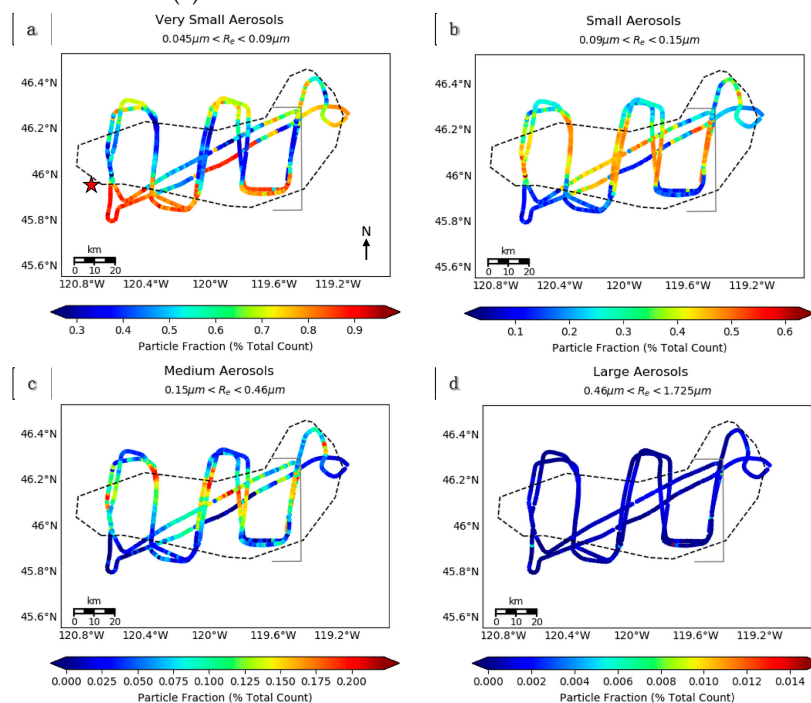 a
Very Small Aerosols
0.045μm < Rₑ < 0.09μm
46.4°N
46.2°N
46°N
45.8°N
45.6°N
N
km
0 10 20
120.8°W 120.4°W 120°W 119.6°W 119.2°W
0.3 0.4 0.5 0.6 0.7 0.8 0.9
Particle Fraction (% Total Count)
b
Small Aerosols
0.09μm < Rₑ < 0.15μm
46.4°N
46.2°N
46°N
45.8°N
45.6°N
km
0 10 20
120.8°W 120.4°W 120°W 119.6°W 119.2°W
0.1 0.2 0.3 0.4 0.5 0.6
Particle Fraction (% Total Count)
c
Medium Aerosols
0.15μm < Rₑ < 0.46μm
46.4°N
46.2°N
46°N
45.8°N
45.6°N
km
0 10 20
120.8°W 120.4°W 120°W 119.6°W 119.2°W
0.000 0.025 0.050 0.075 0.100 0.125 0.150 0.175 0.200
Particle Fraction (% Total Count)
d
Large Aerosols
0.46μm < Rₑ < 1.725μm
46.4°N
46.2°N
46°N
45.8°N
45.6°N
km
0 10 20
120.8°W 120.4°W 120°W 119.6°W 119.2°W
0.000 0.002 0.004 0.006 0.008 0.010 0.012 0.014
Particle Fraction (% Total Count)